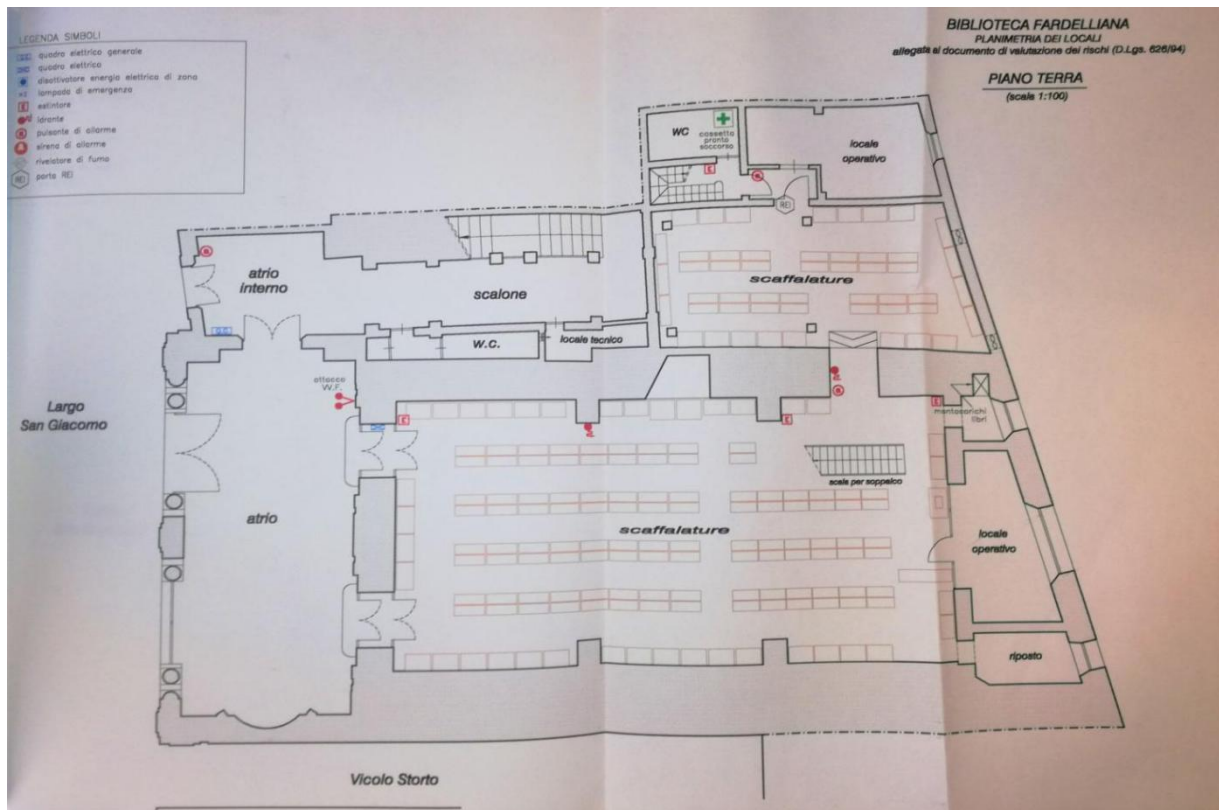 LEGENDA SIMBOLI
quadro elettrico generale
quadro elettrico
disattivatore energia elettrica di zona
lampada di emergenza
E estintore
idrante
pulsante di allarme
sirena di allarme
rivelatore di fumo
REI porta REI
BIBLIOTECA FARDELLIANA
PLANIMETRIA DEI LOCALI
allegata al documento di valutazione dei rischi (D.Lgs. 626/94)
PIANO TERRA
(scala 1:100)
WC
cassetta
pronto
soccorso
locale
operativo
E
REI
atrio
interno
scalone
scaffalature
W.C.
locale tecnico
attacco
V.F.
Largo
San Giacomo
E
E
E
montacarichi
libri
scala per soppalco
atrio
scaffalature
locale
operativo
riposto
Vicolo Storto